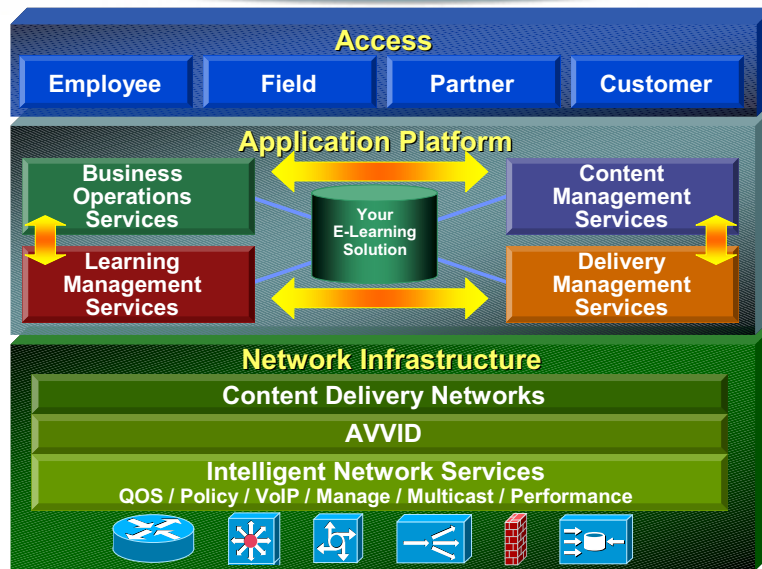 Access
Employee
Field
Partner
Customer
Application Platform
Business
Operations
Services
Your
E-Learning
Solution
Content
Management
Services
Learning
Management
Services
Delivery
Management
Services
Network Infrastructure
Content Delivery Networks
AVVID
Intelligent Network Services
QOS / Policy / VoIP / Manage / Multicast / Performance